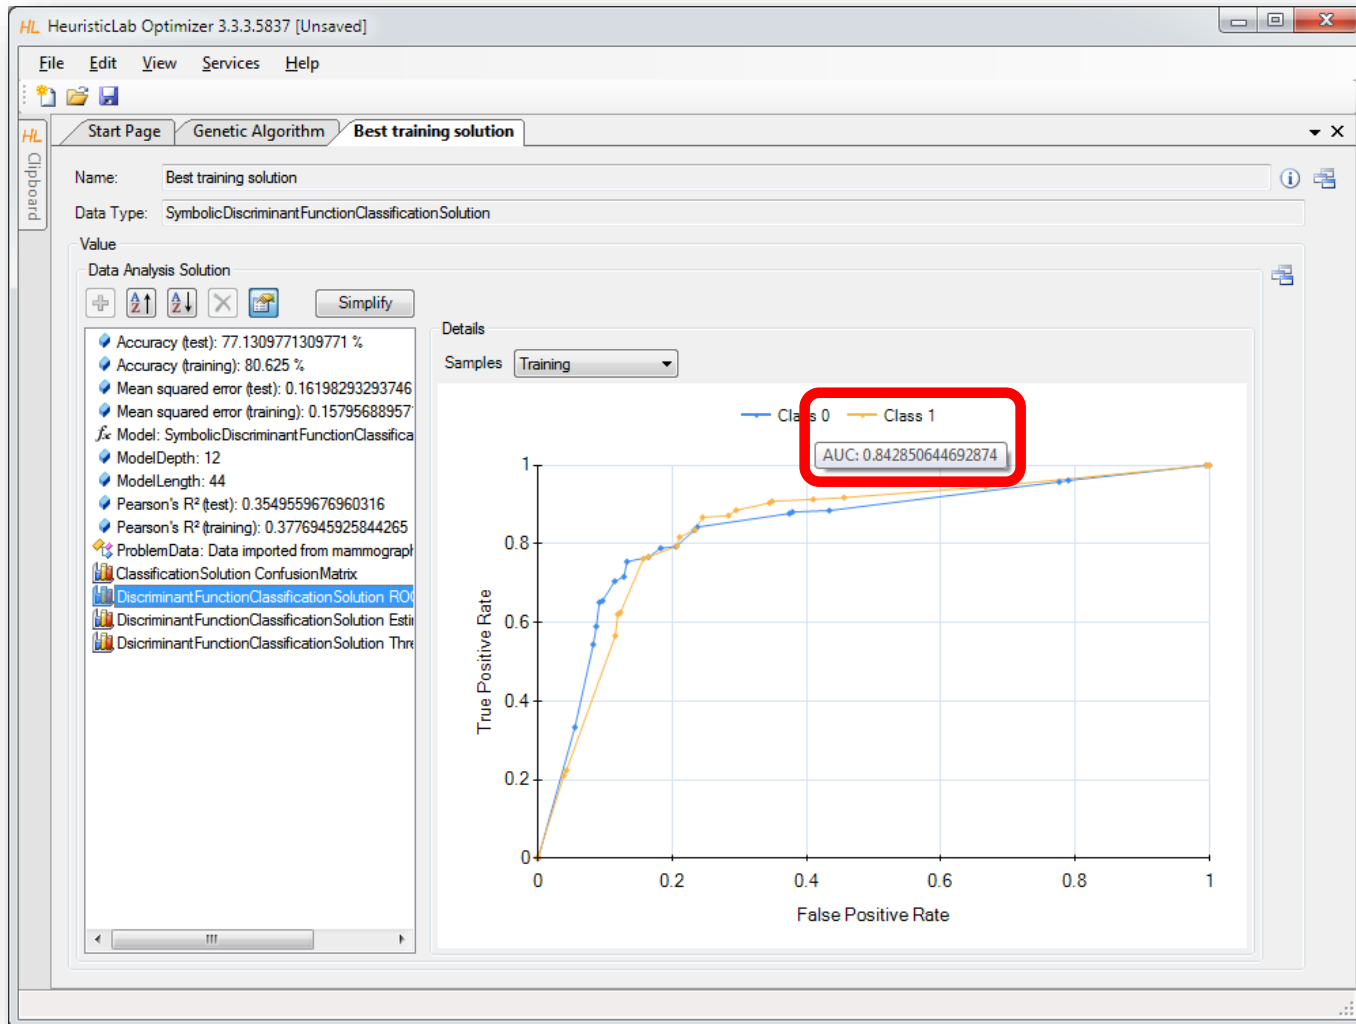 HL HeuristicLab Optimizer 3.3.3.5837 [Unsaved]
File Edit View Services Help
HL Clipboard
Start Page Genetic Algorithm Best training solution
Name: Best training solution
Data Type: SymbolicDiscriminantFunctionClassificationSolution
Value
Data Analysis Solution
Simplify
Accuracy (test): 77.1309771309771 %
Accuracy (training): 80.625 %
Mean squared error (test): 0.16198293293746
Mean squared error (training): 0.15795688957
Model: SymbolicDiscriminantFunctionClassifica
ModelDepth: 12
ModelLength: 44
Pearson's R² (test): 0.3549559676960316
Pearson's R² (training): 0.3776945925844265
ProblemData: Data imported from mammograph
ClassificationSolution ConfusionMatrix
DiscriminantFunctionClassificationSolution ROC
DiscriminantFunctionClassificationSolution Esti
DsicriminantFunctionClassificationSolution Thre
Details
Samples Training
Class 0 Class 1
AUC: 0.842850644692874
1
0.8
0.6
0.4
0.2
0
True Positive Rate
0 0.2 0.4 0.6 0.8 1
False Positive Rate